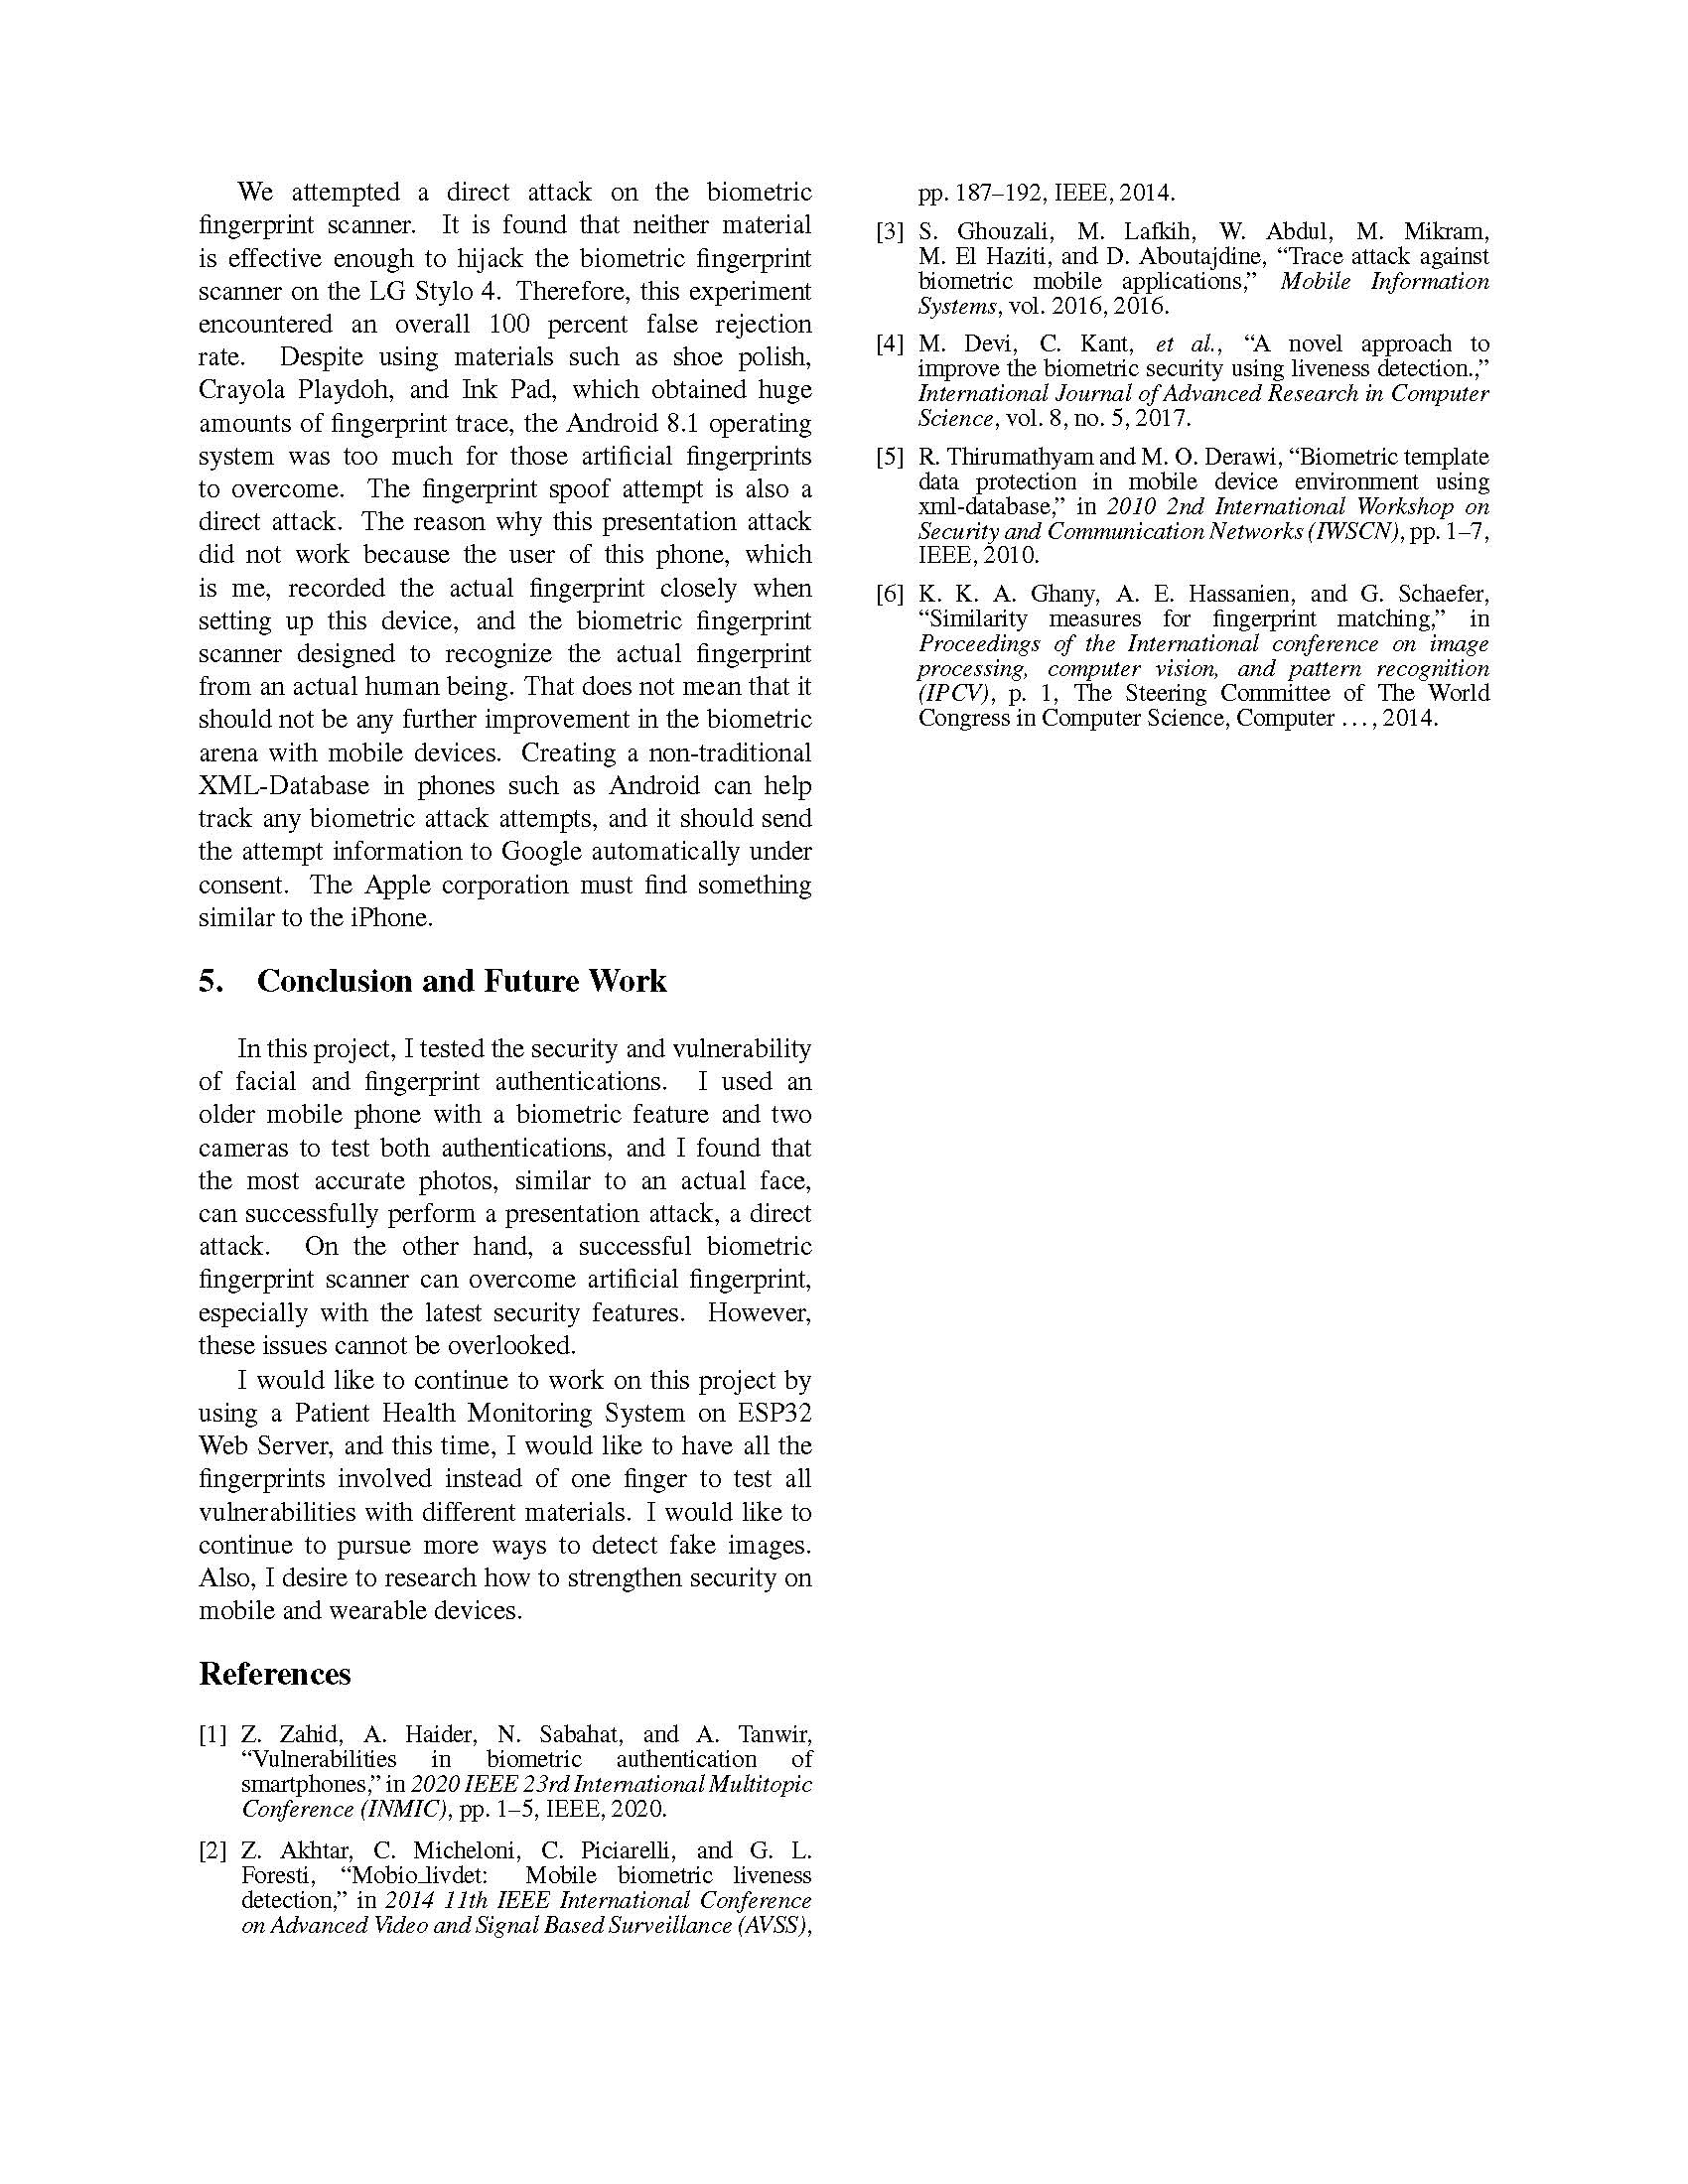 We attempted a direct attack on the biometric
fingerprint scanner. It is found that neither material
is effective enough to hijack the biometric fingerprint
scanner on the LG Stylo 4. Therefore, this experiment
encountered an overall 100 percent false rejection
rate. Despite using materials such as shoe polish,
Crayola Playdoh, and Ink Pad, which obtained huge
amounts of fingerprint trace, the Android 8.1 operating
system was too much for those artificial fingerprints
to overcome. The fingerprint spoof attempt is also a
direct attack. The reason why this presentation attack
did not work because the user of this phone, which
is me, recorded the actual fingerprint closely when
setting up this device, and the biometric fingerprint
scanner designed to recognize the actual fingerprint
from an actual human being. That does not mean that it
should not be any further improvement in the biometric
arena with mobile devices. Creating a non-traditional
XML-Database in phones such as Android can help
track any biometric attack attempts, and it should send
the attempt information to Google automatically under
consent. The Apple corporation must find something
similar to the iPhone.
5. Conclusion and Future Work
In this project, I tested the security and vulnerability
of facial and fingerprint authentications. I used an
older mobile phone with a biometric feature and two
cameras to test both authentications, and I found that
the most accurate photos, similar to an actual face,
can successfully perform a presentation attack, a direct
attack. On the other hand, a successful biometric
fingerprint scanner can overcome artificial fingerprint,
especially with the latest security features. However,
these issues cannot be overlooked.
I would like to continue to work on this project by
using a Patient Health Monitoring System on ESP32
Web Server, and this time, I would like to have all the
fingerprints involved instead of one finger to test all
vulnerabilities with different materials. I would like to
continue to pursue more ways to detect fake images.
Also, I desire to research how to strengthen security on
mobile and wearable devices.
References
[1] Z. Zahid, A. Haider, N. Sabahat, and A. Tanwir,
“Vulnerabilities in biometric authentication of
smartphones,” in 2020 IEEE 23rd International Multitopic
Conference (INMIC), pp. 1–5, IEEE, 2020.
[2] Z. Akhtar, C. Micheloni, C. Piciarelli, and G. L.
Foresti, “Mobio_livdet: Mobile biometric liveness
detection,” in 2014 11th IEEE International Conference
on Advanced Video and Signal Based Surveillance (AVSS),
pp. 187–192, IEEE, 2014.
[3] S. Ghouzali, M. Lafkih, W. Abdul, M. Mikram,
M. El Haziti, and D. Aboutajdine, “Trace attack against
biometric mobile applications,” Mobile Information
Systems, vol. 2016, 2016.
[4] M. Devi, C. Kant, et al., “A novel approach to
improve the biometric security using liveness detection.,”
International Journal of Advanced Research in Computer
Science, vol. 8, no. 5, 2017.
[5] R. Thirumathyam and M. O. Derawi, “Biometric template
data protection in mobile device environment using
xml-database,” in 2010 2nd International Workshop on
Security and Communication Networks (IWSCN), pp. 1–7,
IEEE, 2010.
[6] K. K. A. Ghany, A. E. Hassanien, and G. Schaefer,
“Similarity measures for fingerprint matching,” in
Proceedings of the International conference on image
processing, computer vision, and pattern recognition
(IPCV), p. 1, The Steering Committee of The World
Congress in Computer Science, Computer . . . , 2014.